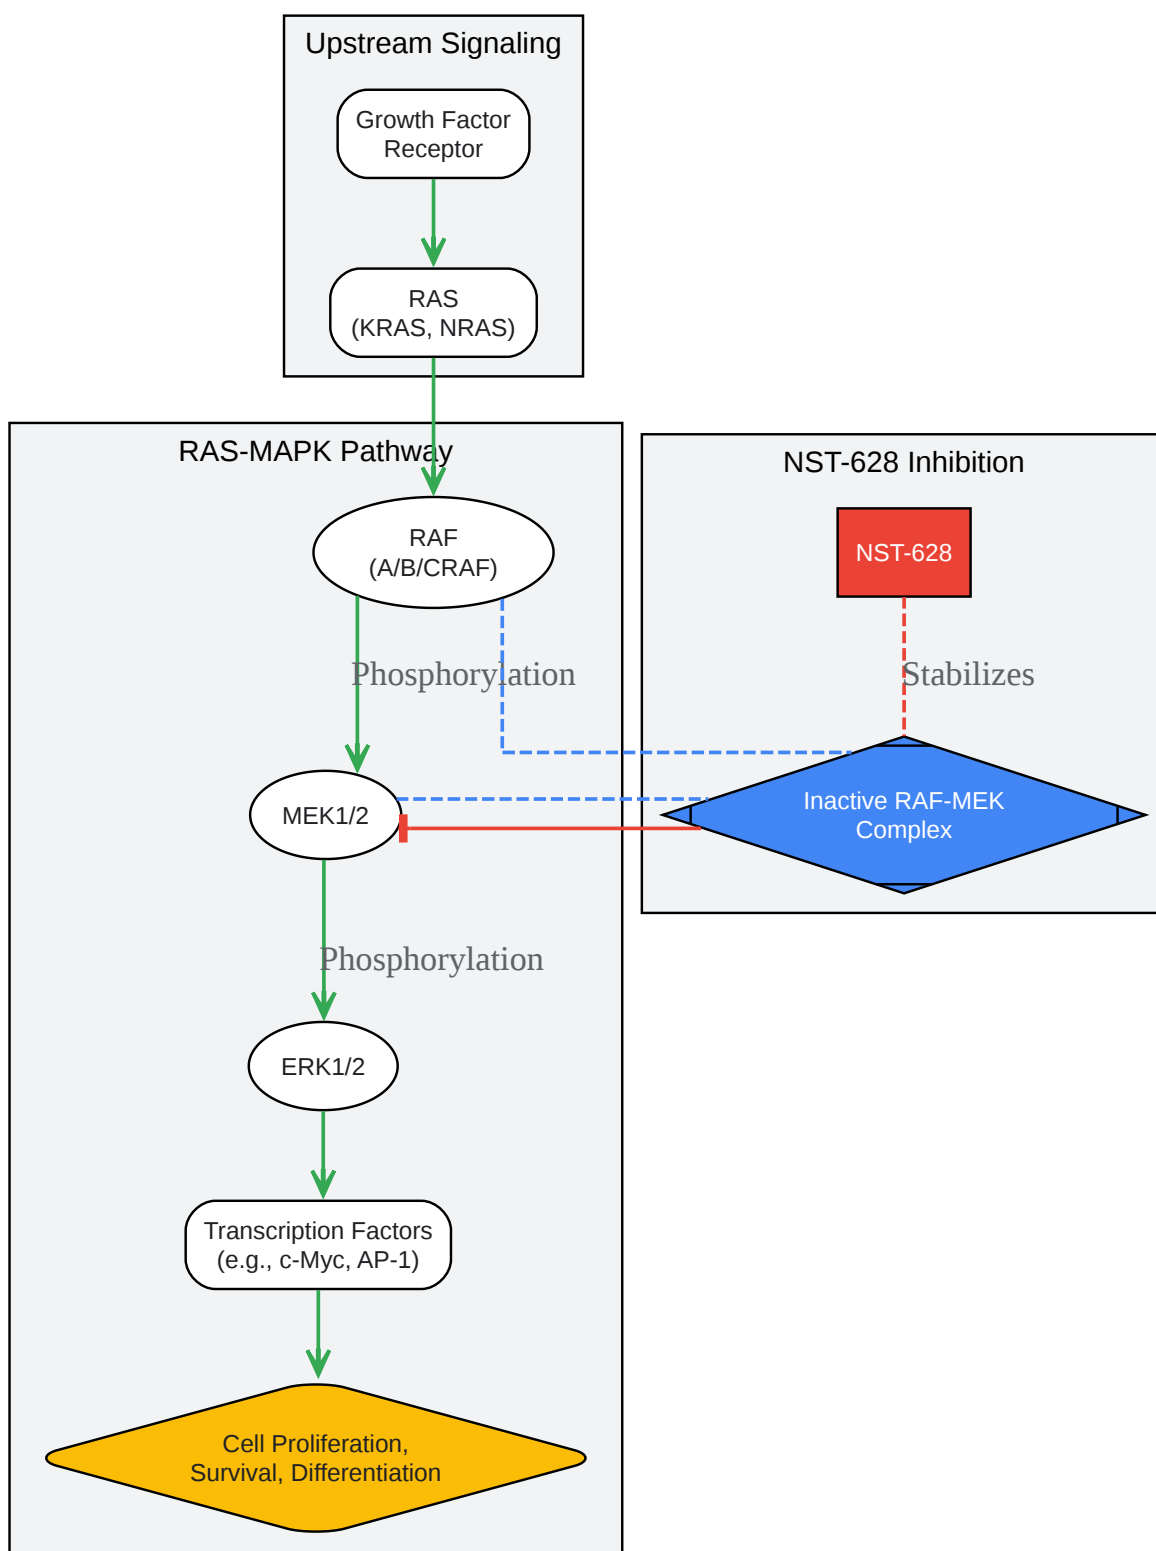 Upstream Signaling
Growth Factor
Receptor
RAS
(KRAS, NRAS)
RAS-MAPK Pathway
RAF
(A/B/CRAF)
Phosphorylation
MEK1/2
Phosphorylation
ERK1/2
Transcription Factors
(e.g., c-Myc, AP-1)
Cell Proliferation,
Survival, Differentiation
NST-628 Inhibition
NST-628
Stabilizes
Inactive RAF-MEK
Complex